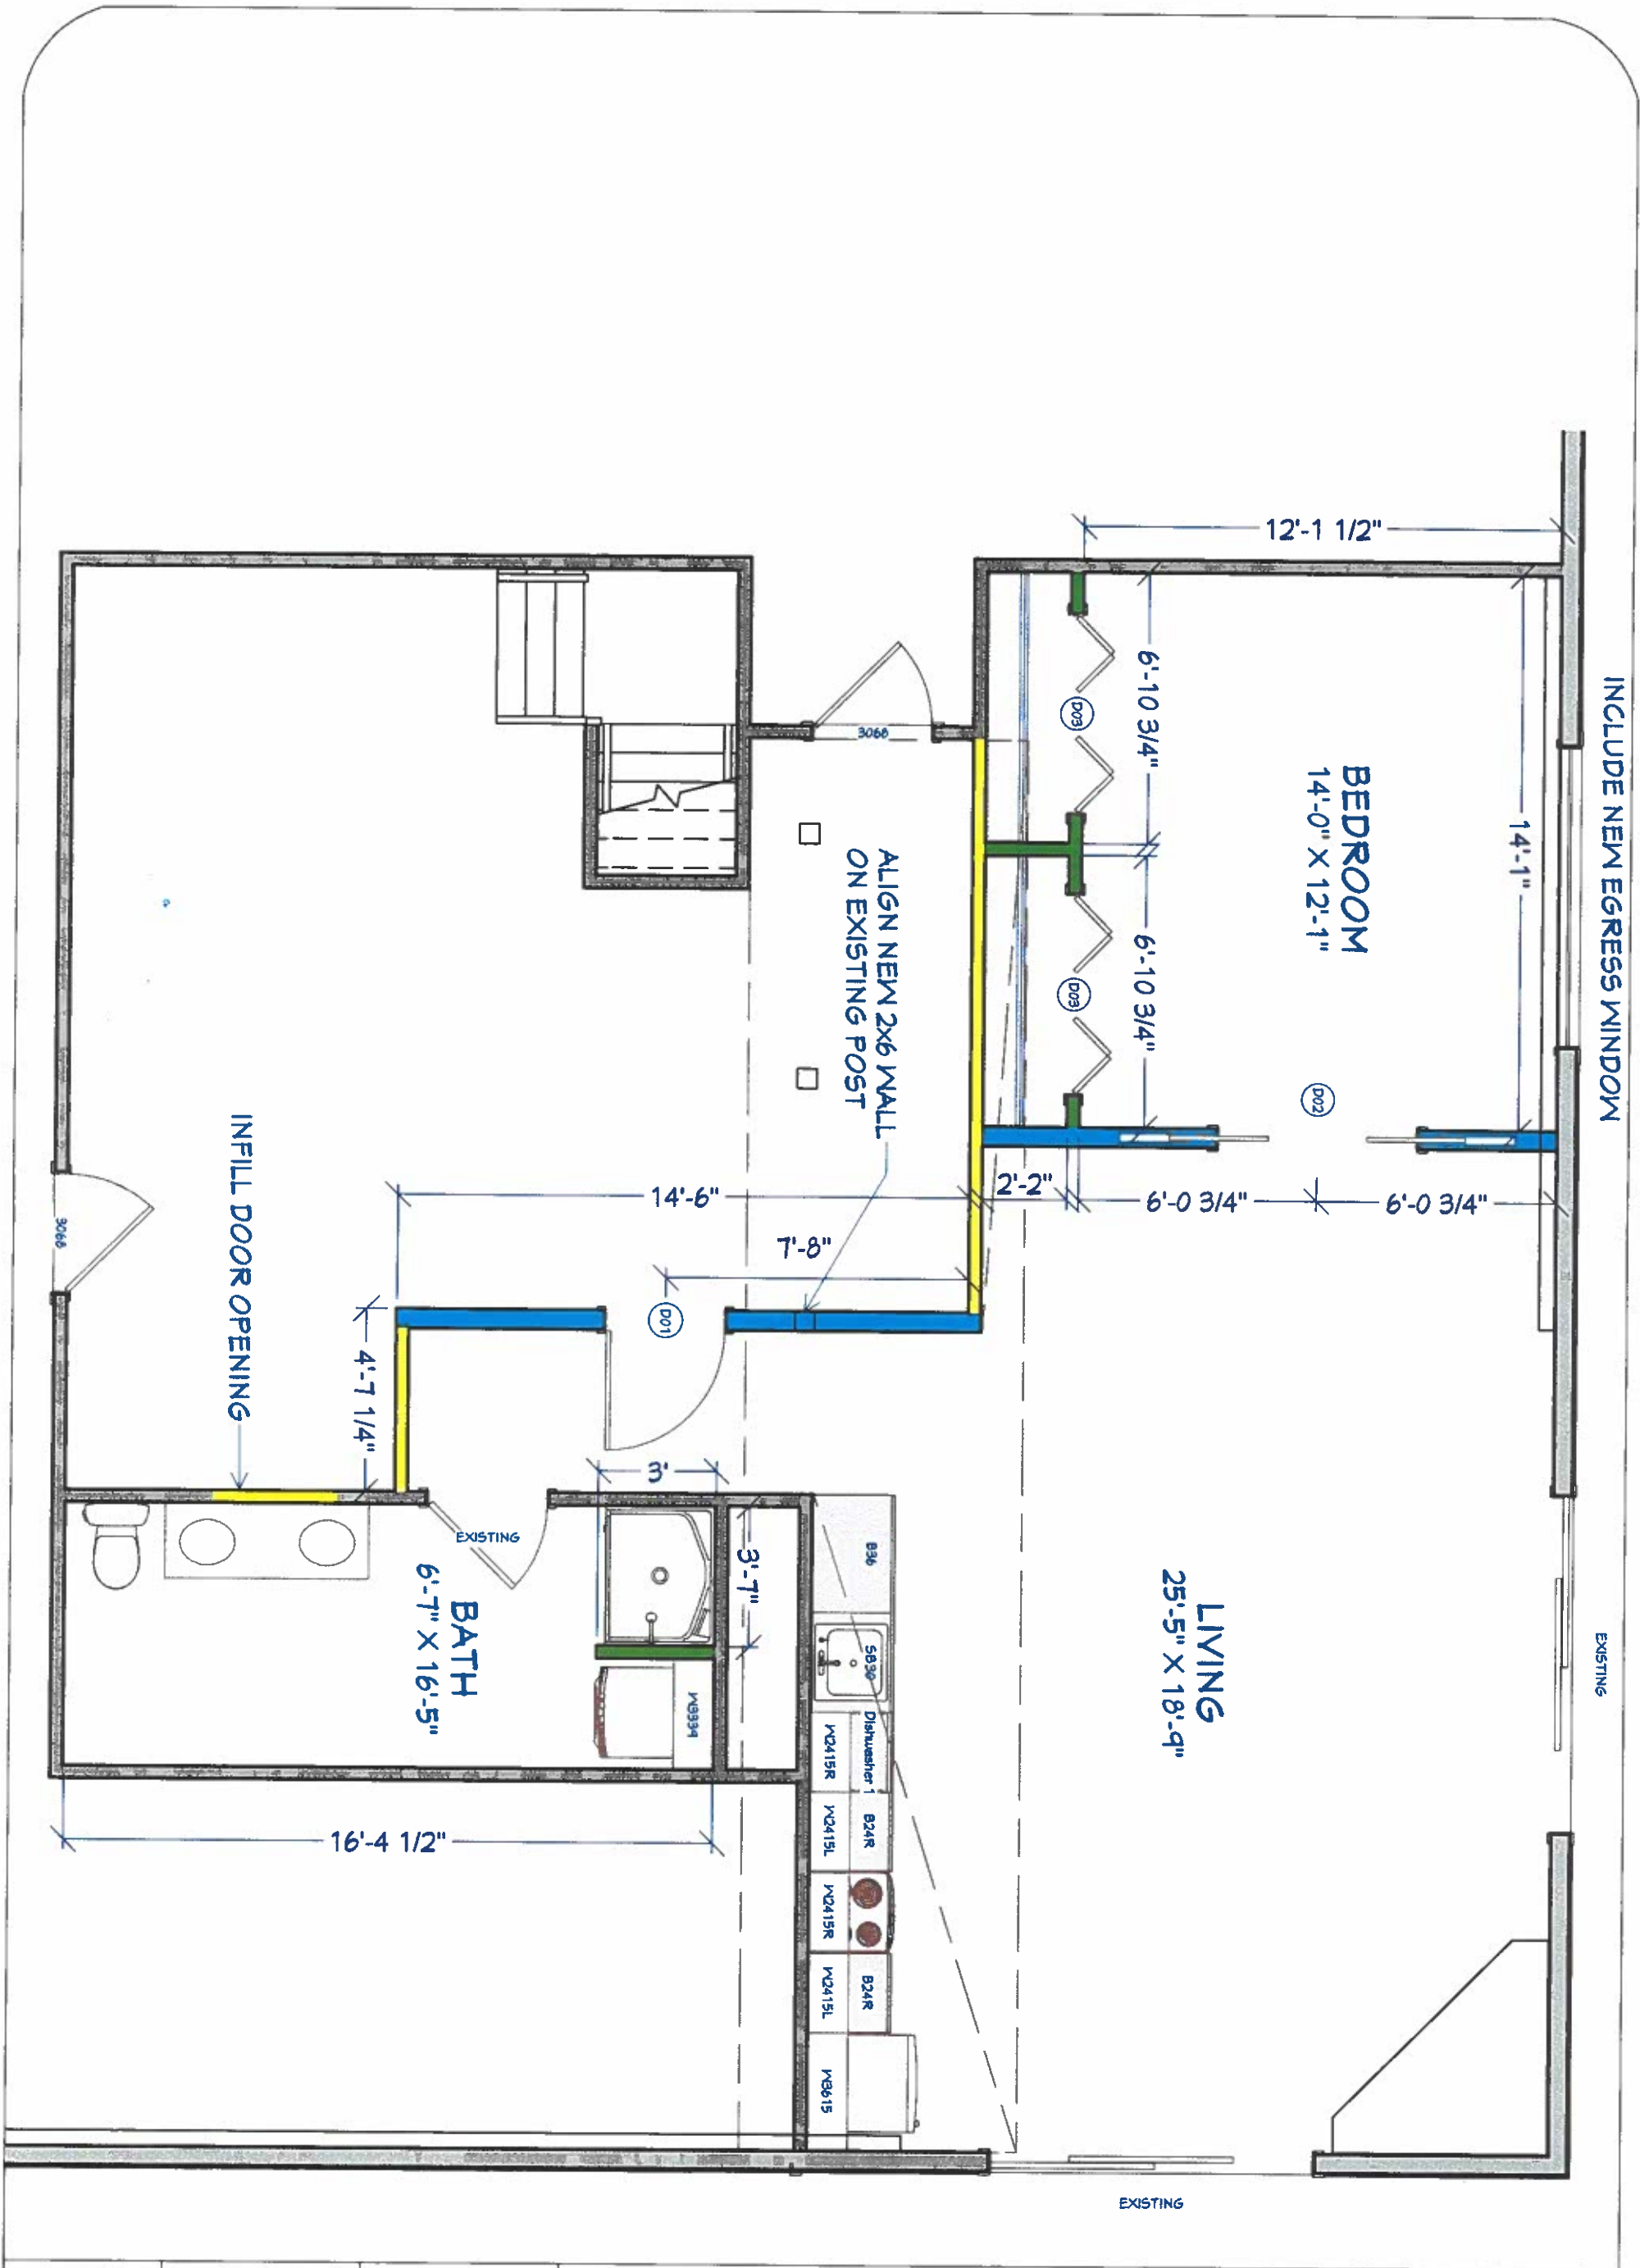 INCLUDE NEW EGRESS WINDOW
EXISTING
12'-1 1/2"
14'-1"
BEDROOM
14'-0" X 12'-1"
6'-10 3/4"
6'-10 3/4"
D03
D03
D02
3068
ALIGN NEW 2x6 WALL
ON EXISTING POST
2'-2"
6'-0 3/4"
6'-0 3/4"
14'-6"
7'-8"
D01
3068
INFILL DOOR OPENING
4'-7 1/4"
3'
3'-7"
EXISTING
BATH
6'-7" X 16'-5"
W3339
16'-4 1/2"
LIVING
25'-5" X 18'-9"
B36
SB30
Dishwasher 1
B24R
B24R
W2415R
W2415L
W2415R
W2415L
W3615
EXISTING